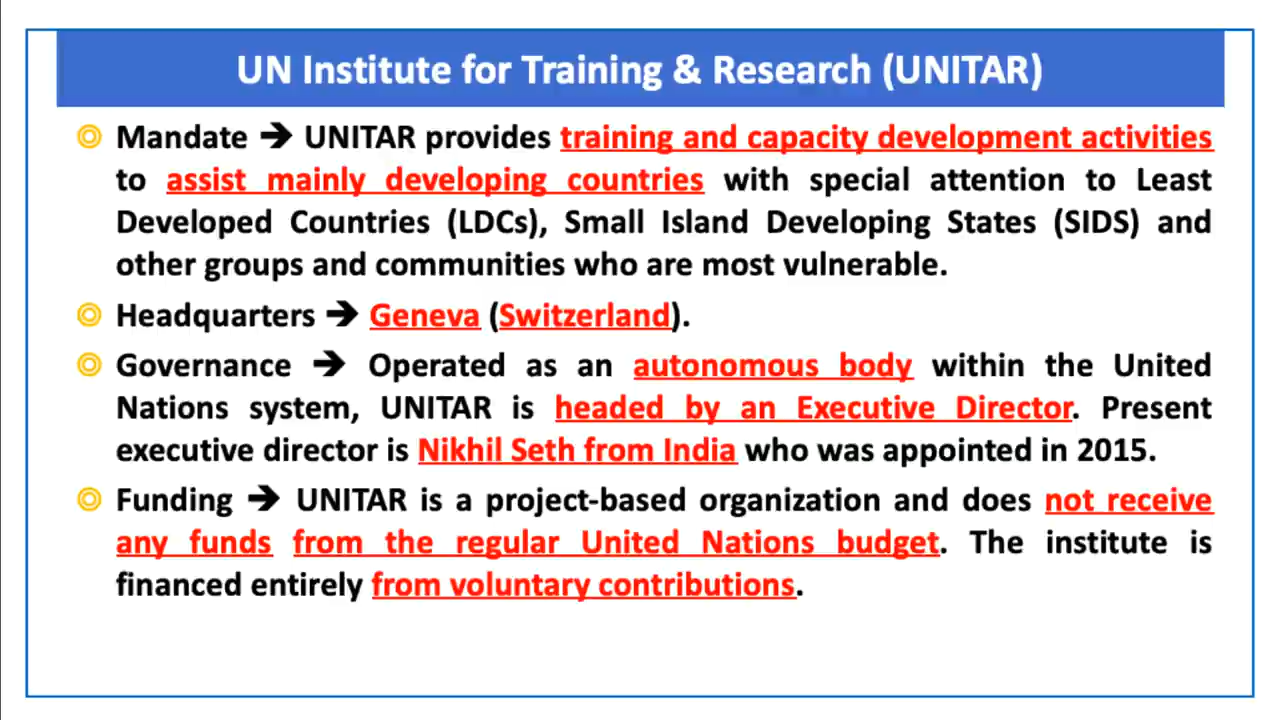 UN Institute for Training & Research (UNITAR)
Mandate ➔ UNITAR provides training and capacity development activities
to assist mainly developing countries with special attention to Least
Developed Countries (LDCs), Small Island Developing States (SIDS) and
other groups and communities who are most vulnerable.
Headquarters ➔ Geneva (Switzerland).
Governance ➔ Operated as an autonomous body within the United
Nations system, UNITAR is headed by an Executive Director. Present
executive director is Nikhil Seth from India who was appointed in 2015.
Funding ➔ UNITAR is a project-based organization and does not receive
any funds from the regular United Nations budget. The institute is
financed entirely from voluntary contributions.